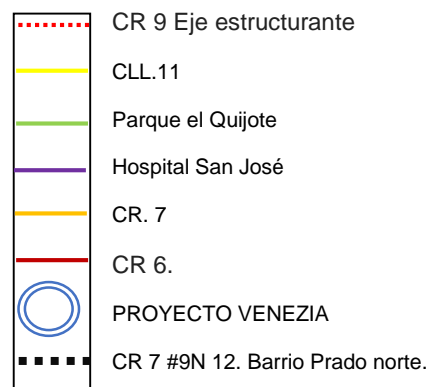 CR 9 Eje estructurante
CLL.11
Parque el Quijote
Hospital San José
CR. 7
CR 6.
PROYECTO VENEZIA
CR 7 #9N 12. Barrio Prado norte.